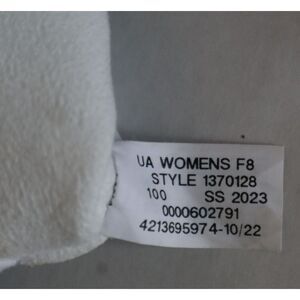 UA WOMENS F8
STYLE 1370128
100 SS 2023
0000602791
4213695974-10/22